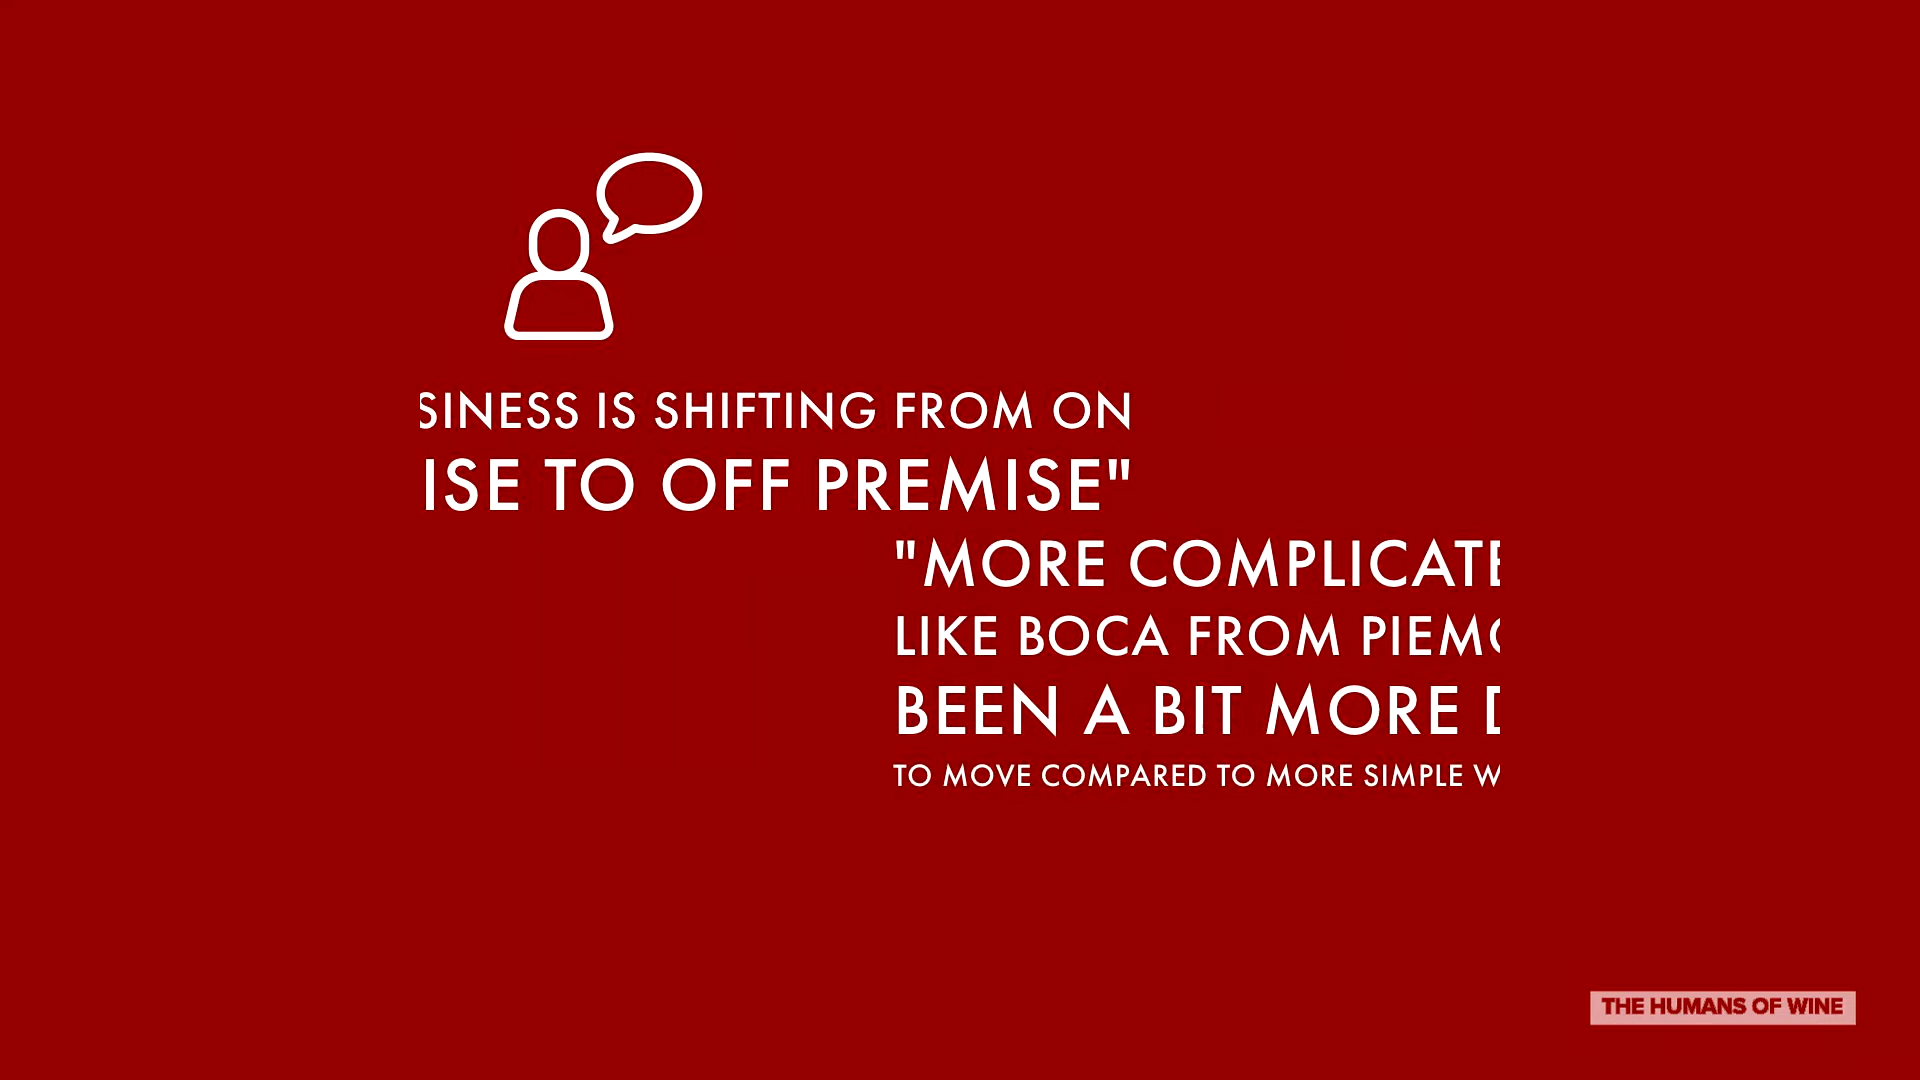 SINESS IS SHIFTING FROM ON
ISE TO OFF PREMISE"
"MORE COMPLICATE
LIKE BOCA FROM PIEM
BEEN A BIT MORE
TO MOVE COMPARED TO MORE SIMPLE W
THE HUMANS OF WINE